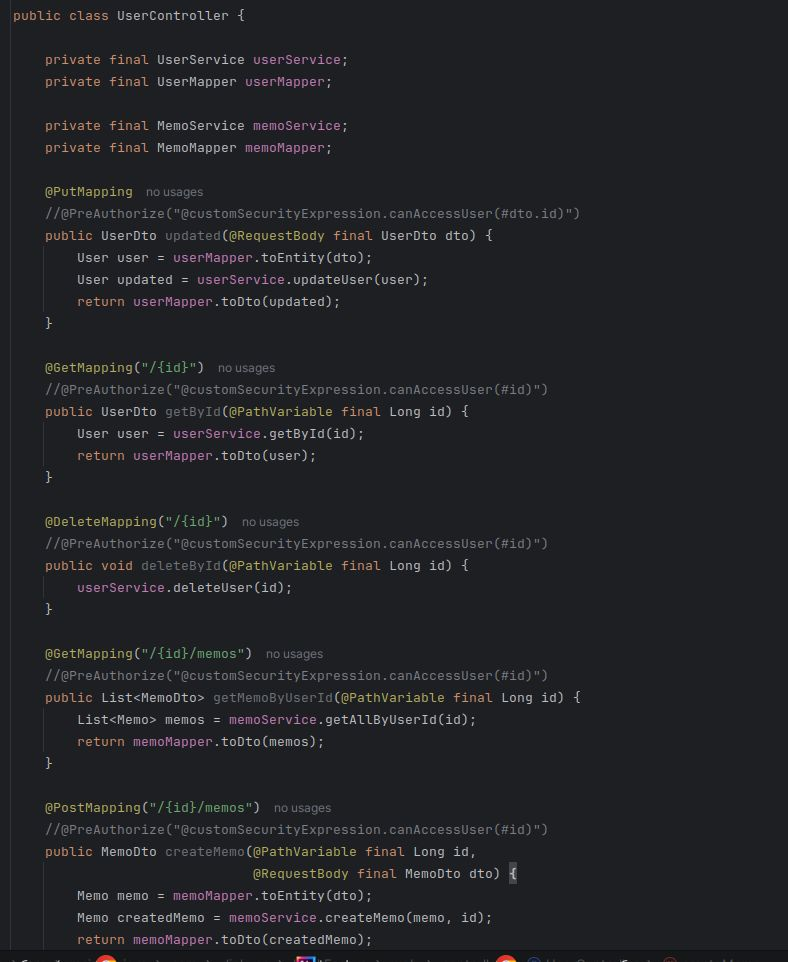 public class UserController {
private final UserService userService;
private final UserMapper userMapper;
private final MemoService memoService;
private final MemoMapper memoMapper;
@PutMapping no usages
//@PreAuthorize("@customSecurityExpression.canAccessUser(#dto.id)")
public UserDto updated(@RequestBody final UserDto dto) {
User user = userMapper.toEntity(dto);
User updated = userService.updateUser(user);
return userMapper.toDto(updated);
}
@GetMapping("/{id}") no usages
//@PreAuthorize("@customSecurityExpression.canAccessUser(#id)")
public UserDto getById(@PathVariable final Long id) {
User user = userService.getById(id);
return userMapper.toDto(user);
}
@DeleteMapping("/{id}") no usages
//@PreAuthorize("@customSecurityExpression.canAccessUser(#id)")
public void deleteById(@PathVariable final Long id) {
userService.deleteUser(id);
}
@GetMapping("/{id}/memos") no usages
//@PreAuthorize("@customSecurityExpression.canAccessUser(#id)")
public List<MemoDto> getMemoByUserId(@PathVariable final Long id) {
List<Memo> memos = memoService.getAllByUserId(id);
return memoMapper.toDto(memos);
}
@PostMapping("/{id}/memos") no usages
//@PreAuthorize("@customSecurityExpression.canAccessUser(#id)")
public MemoDto createMemo(@PathVariable final Long id,
@RequestBody final MemoDto dto) {
Memo memo = memoMapper.toEntity(dto);
Memo createdMemo = memoService.createMemo(memo, id);
return memoMapper.toDto(createdMemo);